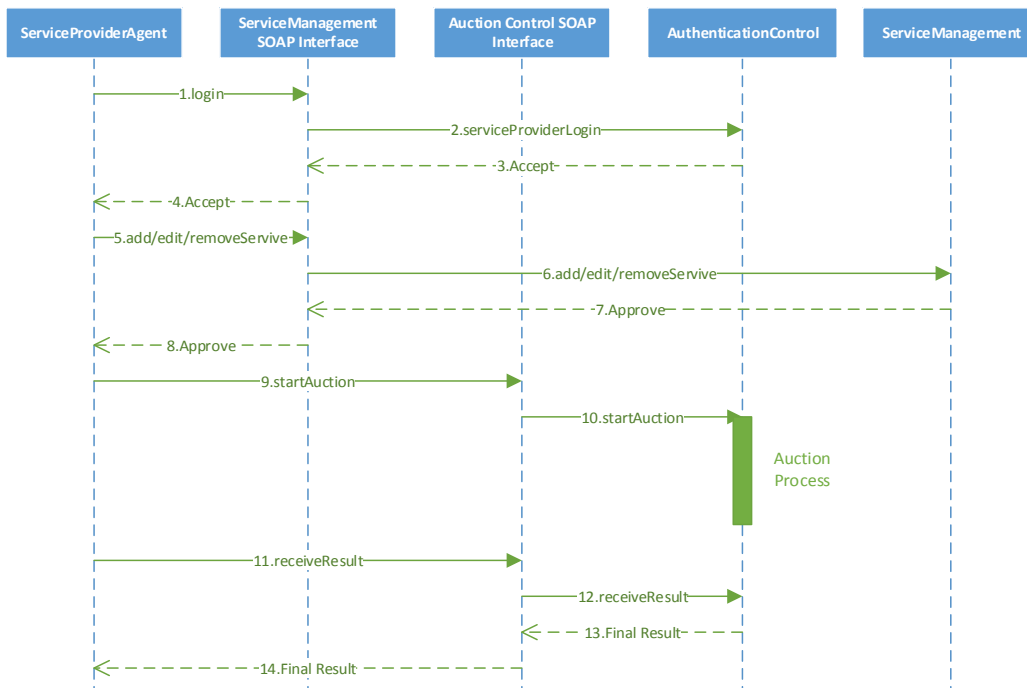 ServiceProviderAgent
ServiceManagement
SOAP Interface
Auction Control SOAP
Interface
AuthenticationControl
ServiceManagement
1.login
2.serviceProviderLogin
3.Accept
4.Accept
5.add/edit/removeServive
6.add/edit/removeServive
7.Approve
8.Approve
9.startAuction
10.startAuction
Auction
Process
11.receiveResult
12.receiveResult
13.Final Result
14.Final Result